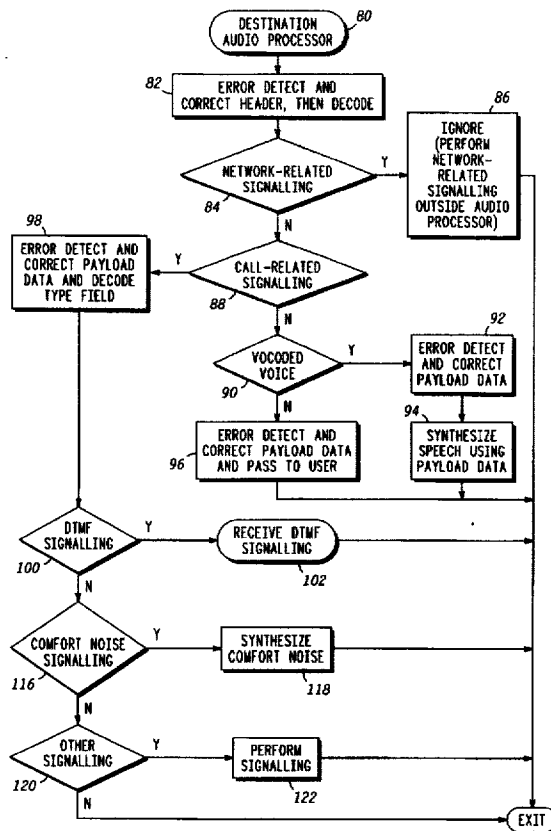 DESTINATION
AUDIO PROCESSOR
80
82
ERROR DETECT AND
CORRECT HEADER, THEN DECODE
86
IGNORE
(PERFORM
NETWORK-
RELATED
SIGNALLING
OUTSIDE AUDIO
PROCESSOR)
NETWORK-RELATED
SIGNALLING
84
Y
N
98
ERROR DETECT AND
CORRECT PAYLOAD
DATA AND DECODE
TYPE FIELD
Y
CALL-RELATED
SIGNALLING
88
N
VOCODED
VOICE
90
Y
N
92
ERROR DETECT
AND CORRECT
PAYLOAD DATA
94
SYNTHESIZE
SPEECH USING
PAYLOAD DATA
ERROR DETECT AND
CORRECT PAYLOAD DATA
AND PASS TO USER
96
DTMF
SIGNALLING
100
Y
N
RECEIVE DTMF
SIGNALLING
102
COMFORT NOISE
SIGNALLING
116
Y
N
SYNTHESIZE
COMFORT NOISE
118
OTHER
SIGNALLING
120
Y
N
PERFORM
SIGNALLING
122
EXIT